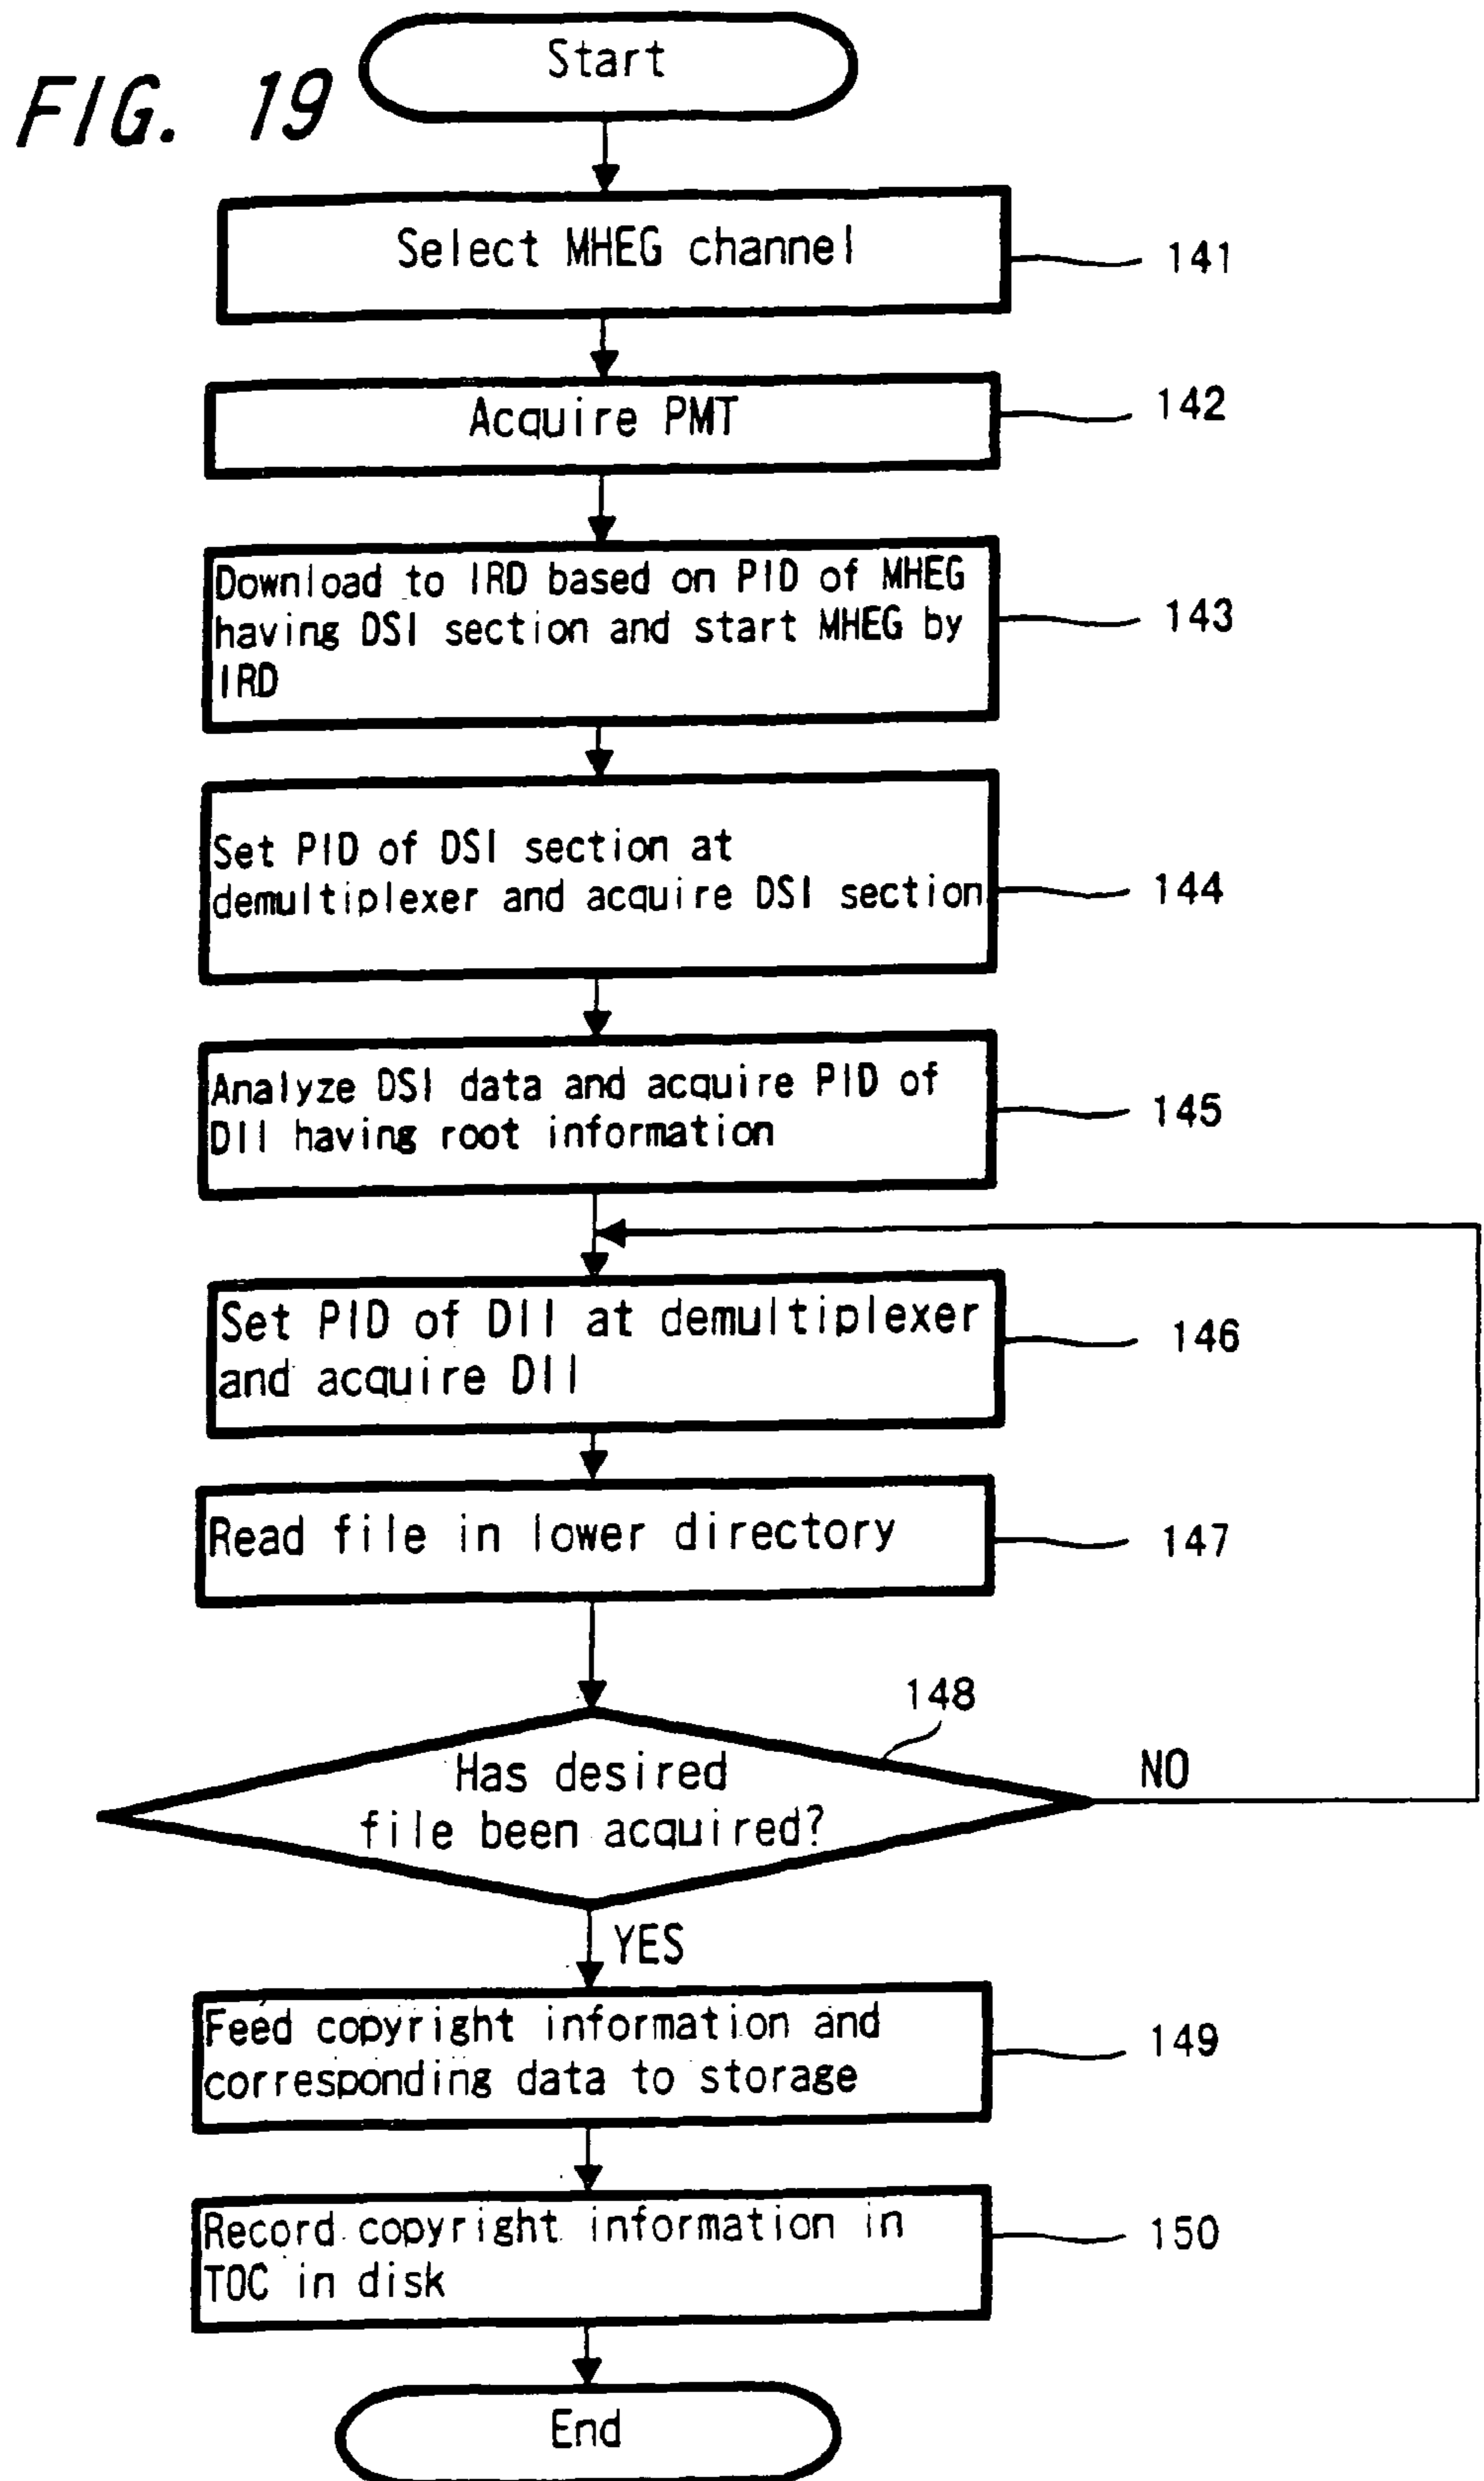 FIG. 19
Start
Select MHEG channel
141
Acquire PMT
142
Download to IRD based on PID of MHEG
having DSI section and start MHEG by
IRD
143
Set PID of DSI section at
demultiplexer and acquire DSI section
144
Analyze DSI data and acquire PID of
DII having root information
145
Set PID of DII at demultiplexer
and acquire DII
146
Read file in lower directory
147
148
Has desired
file been acquired?
NO
YES
Feed copyright information and
corresponding data to storage
149
Record copyright information in
TOC in disk
150
End